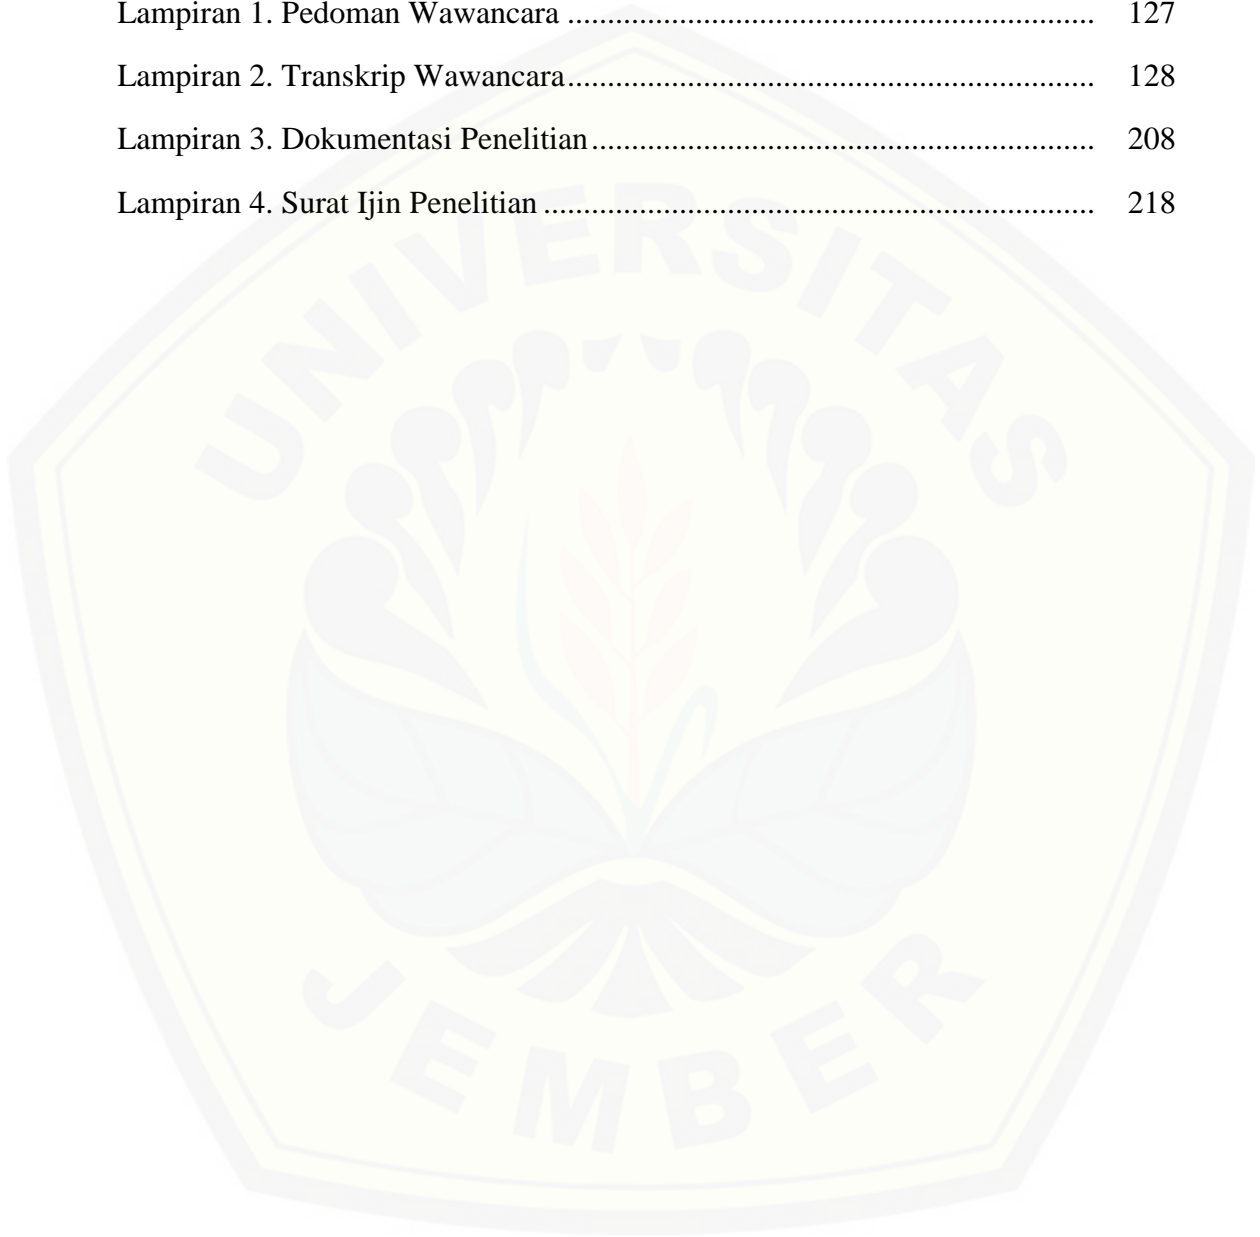 Lampiran 1. Pedoman Wawancara .................................................................. 127
Lampiran 2. Transkrip Wawancara.................................................................. 128
Lampiran 3. Dokumentasi Penelitian............................................................... 208
Lampiran 4. Surat Ijin Penelitian ..................................................................... 218
UNIVERSITAS
JEMBER